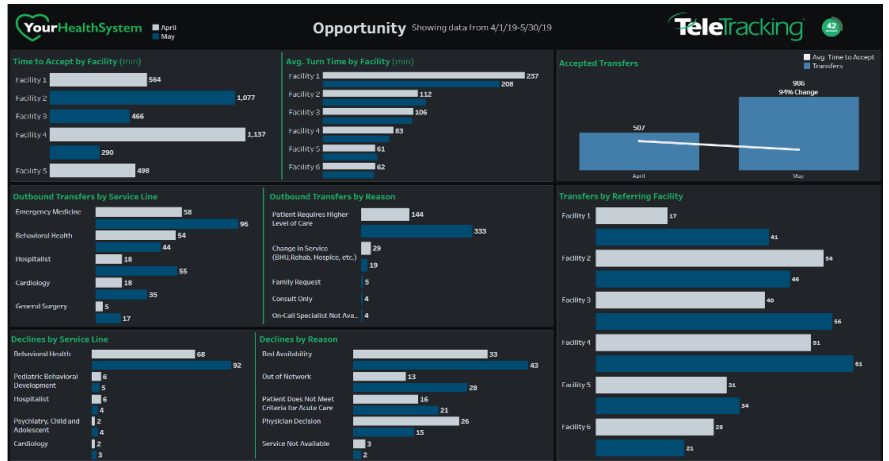 YourHealthSystem
April
May
Opportunity Showing data from 4/1/19-5/30/19
TeleTracking
42
Time to Accept by Facility (min)
Facility 1
564
Facility 2
1,077
Facility 3
466
Facility 4
1,137
290
Facility 5
498
Avg. Turn Time by Facility (min)
Facility 1
237
208
Facility 2
112
Facility 3
106
Facility 4
83
Facility 5
61
Facility 6
62
Accepted Transfers
Avg. Time to Accept
Transfers
507
986
94% Change
April
May
Outbound Transfers by Service Line
Emergency Medicine
58
96
Behavioral Health
54
44
Hospitalist
18
55
Cardiology
18
35
General Surgery
5
17
Outbound Transfers by Reason
Patient Requires Higher
Level of Care
144
333
Change in Service
(BHU,Rehab, Hospice, etc.)
29
19
Family Request
5
Consult Only
4
On-Call Specialist Not Ava..
4
Transfers by Referring Facility
Facility 1
17
41
Facility 2
54
46
Facility 3
40
56
Facility 4
51
61
Facility 5
31
34
Facility 6
28
21
Declines by Service Line
Behavioral Health
68
92
Pediatric Behavioral
Development
6
5
Hospitalist
6
4
Psychiatry, Child and
Adolescent
2
4
Cardiology
2
3
Declines by Reason
Bed Availability
33
43
Out of Network
13
28
Patient Does Not Meet
Criteria for Acute Care
16
21
Physician Decision
26
15
Service Not Available
3
2